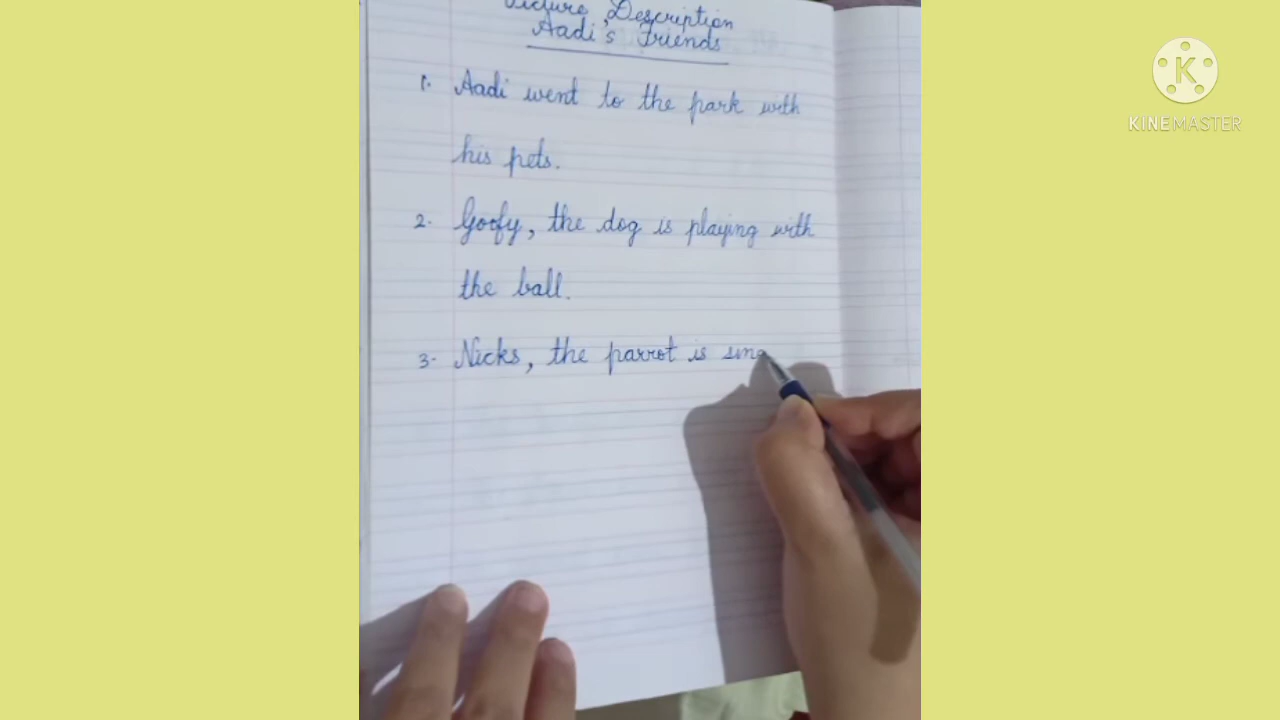 Picture Description
Aadi's Friends
1. Aadi went to the park with
his pets.
2. Goofy, the dog is playing with
the ball.
3. Nicks, the parrot is sing
KINEMASTER